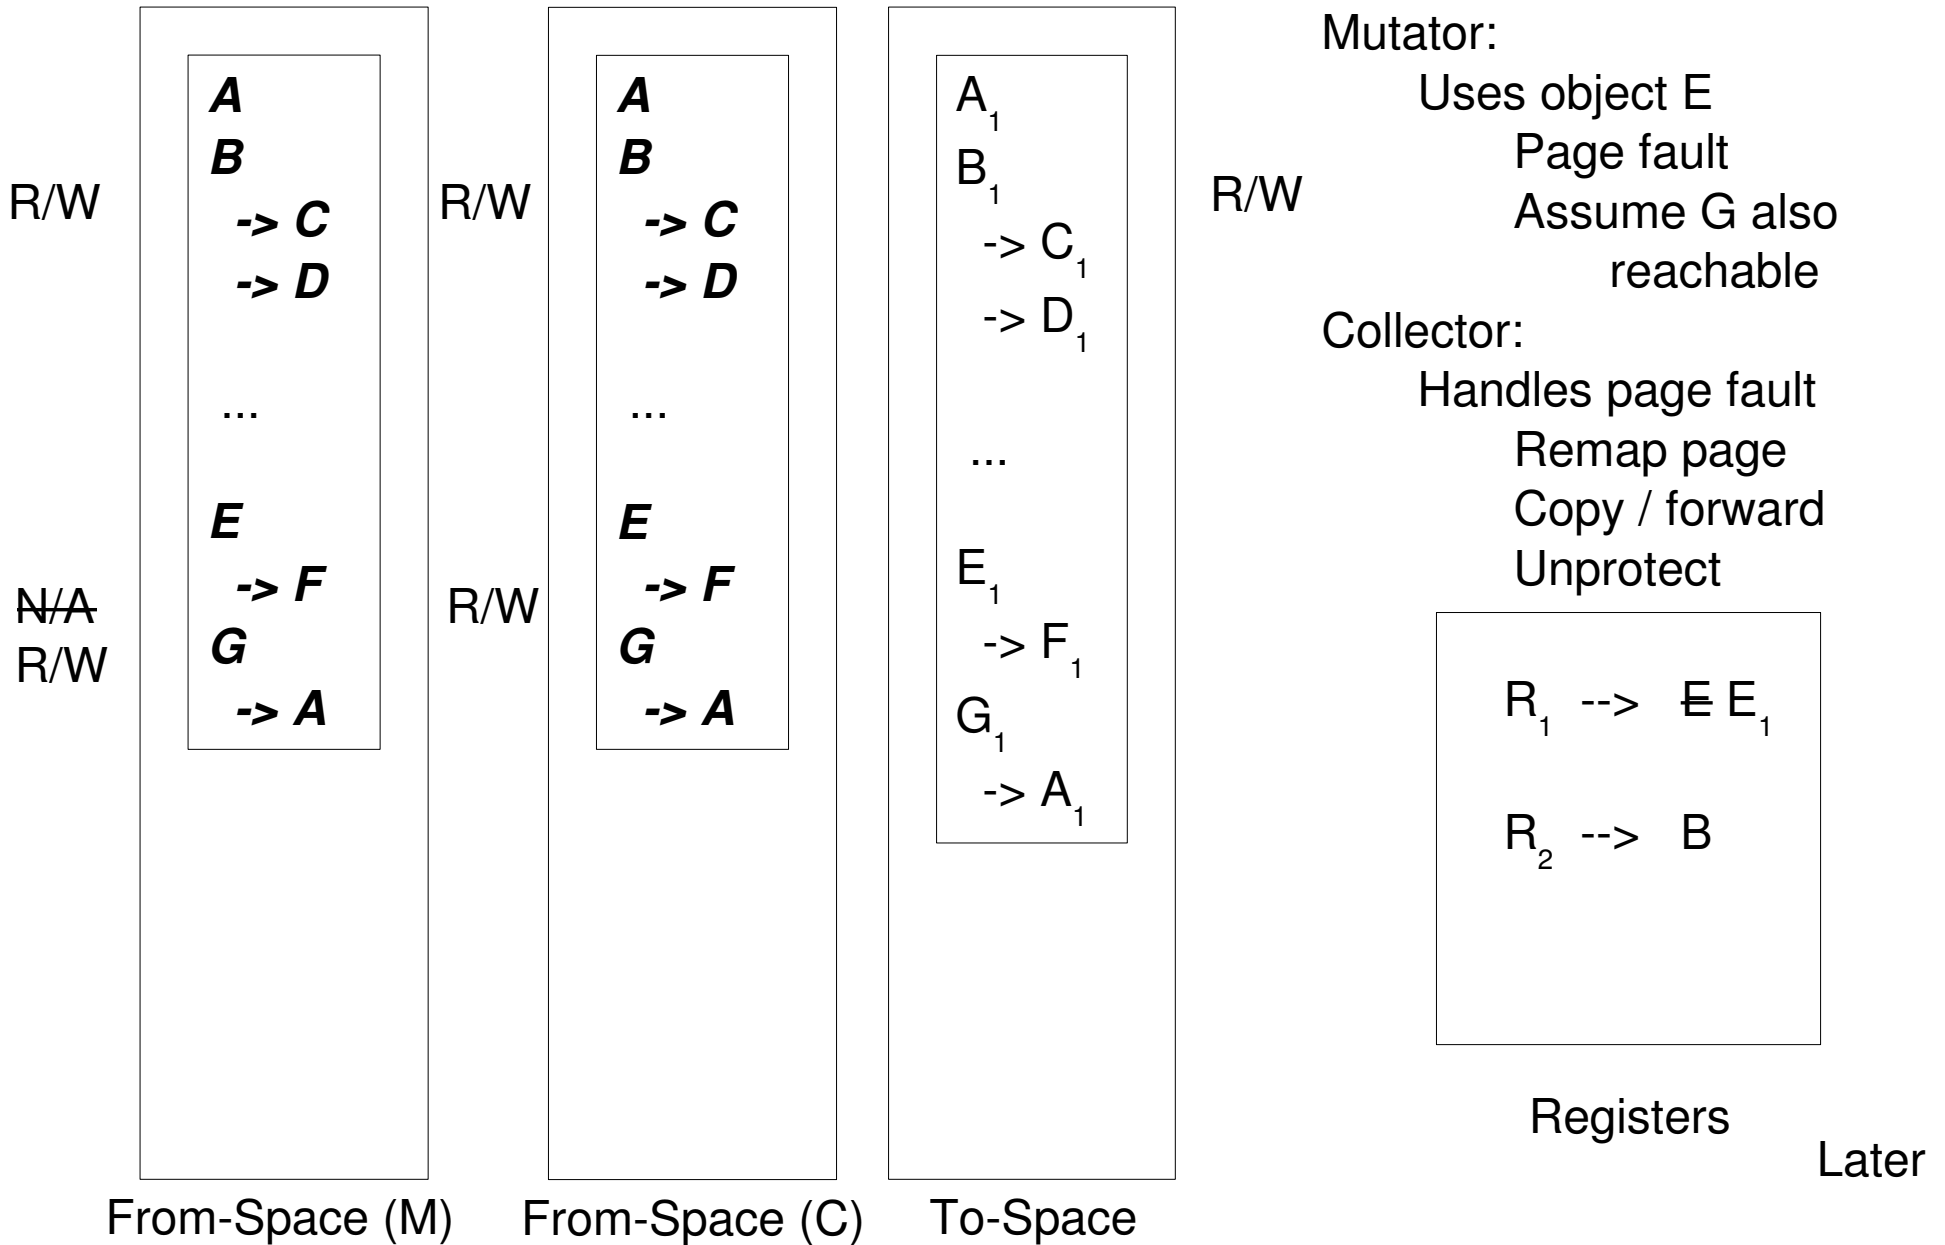 R/W
N/A
R/W
A
B
-> C
-> D
...
E
-> F
G
-> A
From-Space (M)
R/W
R/W
A
B
-> C
-> D
...
E
-> F
G
-> A
From-Space (C)
A1
B1
-> C1
-> D1
...
E1
-> F1
G1
-> A1
To-Space
R/W
Mutator:
Uses object E
Page fault
Assume G also
reachable
Collector:
Handles page fault
Remap page
Copy / forward
Unprotect
R1 --> E E1
R2 --> B
Registers
Later